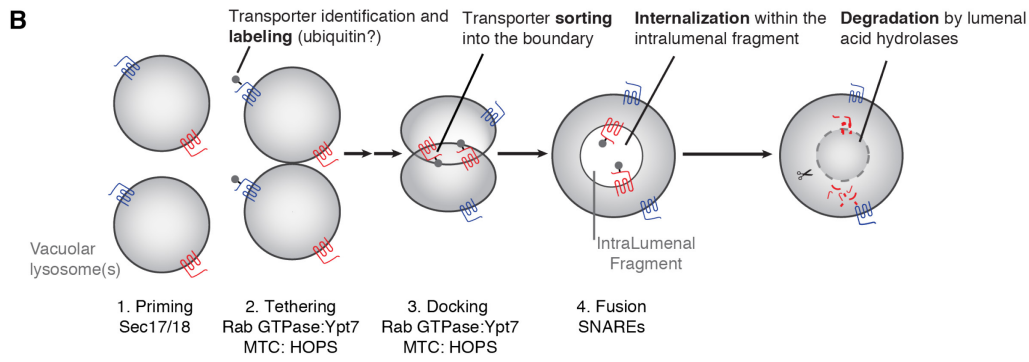 B
Transporter identification and
labeling (ubiquitin?)
Transporter sorting
into the boundary
Internalization within the
intralumenal fragment
Degradation by lumenal
acid hydrolases
Vacuolar
lysosome(s)
IntraLumenal
Fragment
1. Priming
Sec17/18
2. Tethering
Rab GTPase:Ypt7
MTC: HOPS
3. Docking
Rab GTPase:Ypt7
MTC: HOPS
4. Fusion
SNAREs